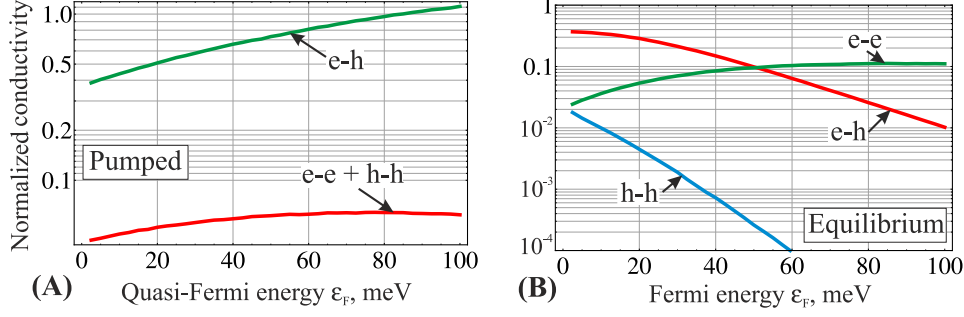 Normalized conductivity
1.0
0.5
0.2
0.1
e-h
Pumped
e-e + h-h
0 20 40 60 80 100
(A) Quasi-Fermi energy εF, meV
1
0.1
10-2
10-3
10-4
e-e
e-h
h-h
Equilibrium
0 20 40 60 80 100
(B) Fermi energy εF, meV